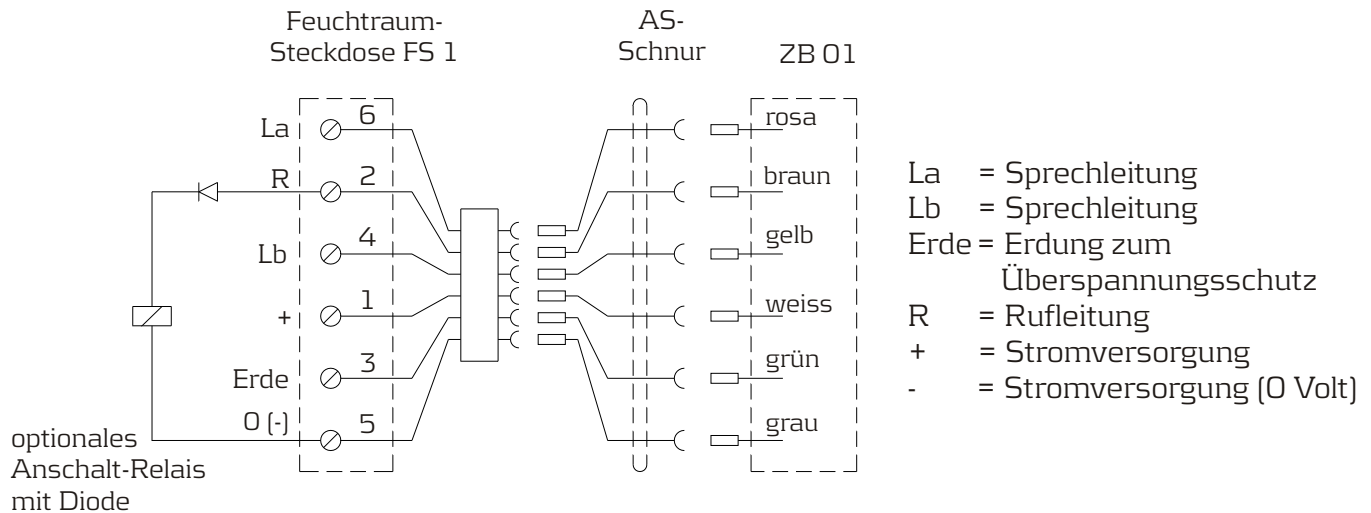 Feuchtraum-
Steckdose FS 1
AS-
Schnur
ZB 01
La
6
rosa
R
2
braun
Lb
4
gelb
+
1
weiss
Erde
3
grün
0 (-)
5
grau
optionales
Anschalt-Relais
mit Diode
La = Sprechleitung
Lb = Sprechleitung
Erde = Erdung zum
Überspannungsschutz
R = Rufleitung
+ = Stromversorgung
- = Stromversorgung (0 Volt)